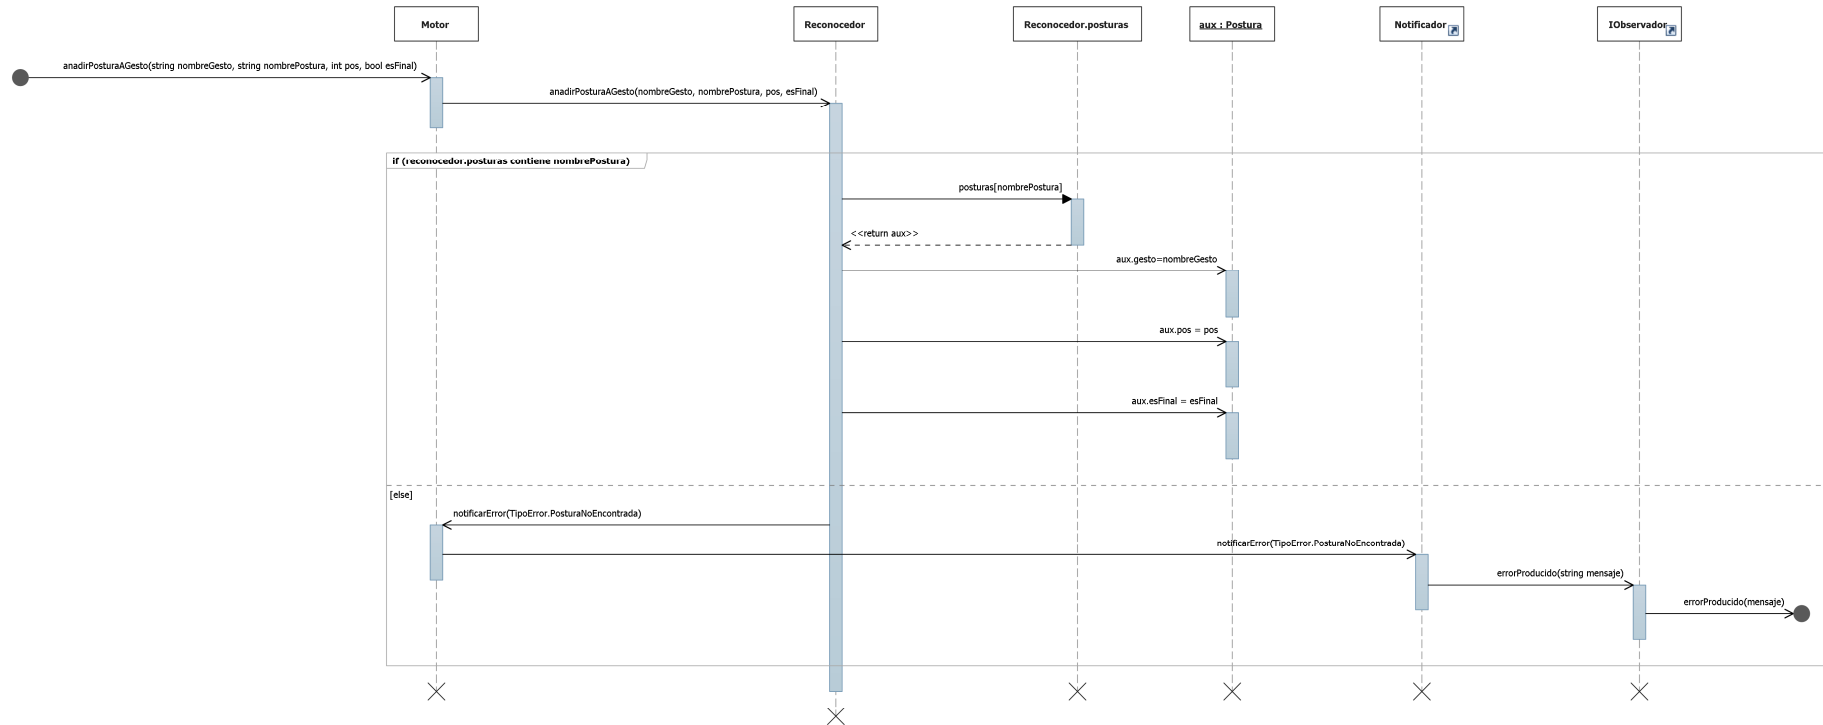 Motor
Reconocedor
Reconocedor.posturas
aux : Postura
Notificador
IObservador
anadirPosturaAGesto(string nombreGesto, string nombrePostura, int pos, bool esFinal)
anadirPosturaAGesto(nombreGesto, nombrePostura, pos, esFinal)
if (reconocedor.posturas contiene nombrePostura)
posturas[nombrePostura]
<<return aux>>
aux.gesto=nombreGesto
aux.pos = pos
aux.esFinal = esFinal
[else]
notificarError(TipoError.PosturaNoEncontrada)
notificarError(TipoError.PosturaNoEncontrada)
errorProducido(string mensaje)
errorProducido(mensaje)